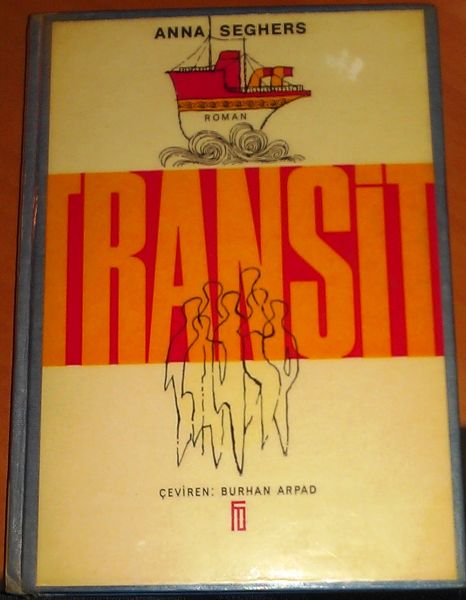 ANNA SEGHERS
ROMAN
TRANSİT
ÇEVİREN: BURHAN ARPAD